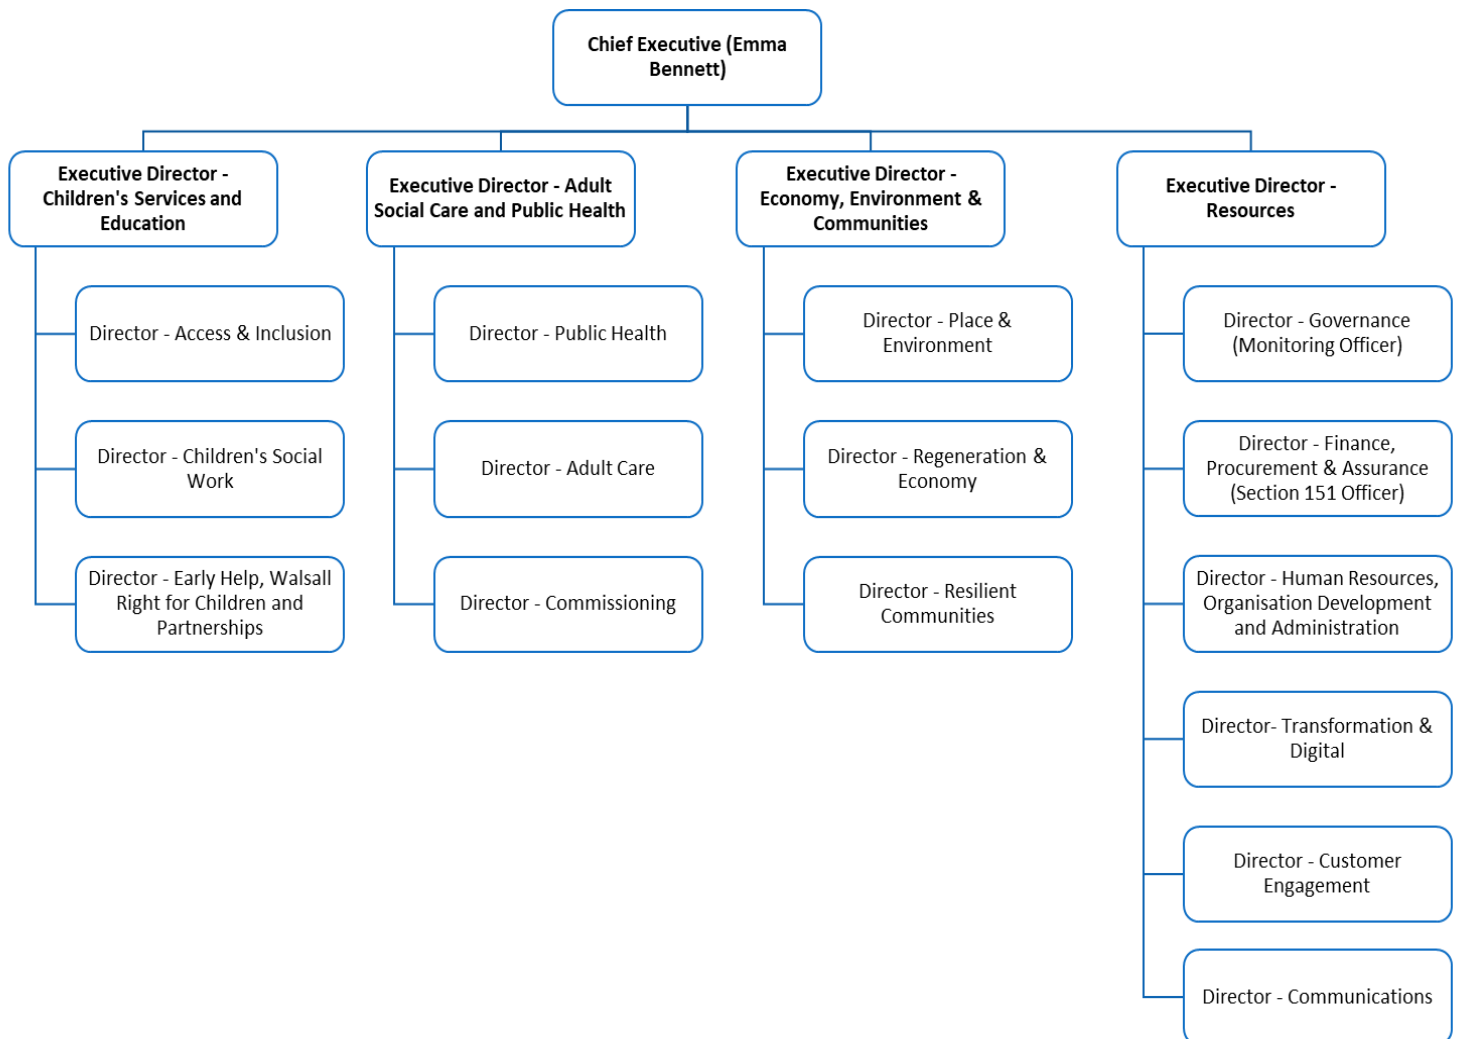 Chief Executive (Emma
Bennett)
Executive Director -
Children's Services and
Education
Executive Director - Adult
Social Care and Public Health
Executive Director -
Economy, Environment &
Communities
Executive Director -
Resources
Director - Access & Inclusion
Director - Children's Social
Work
Director - Early Help, Walsall
Right for Children and
Partnerships
Director - Public Health
Director - Adult Care
Director - Commissioning
Director - Place &
Environment
Director - Regeneration &
Economy
Director - Resilient
Communities
Director - Governance
(Monitoring Officer)
Director - Finance,
Procurement & Assurance
(Section 151 Officer)
Director - Human Resources,
Organisation Development
and Administration
Director- Transformation &
Digital
Director - Customer
Engagement
Director - Communications